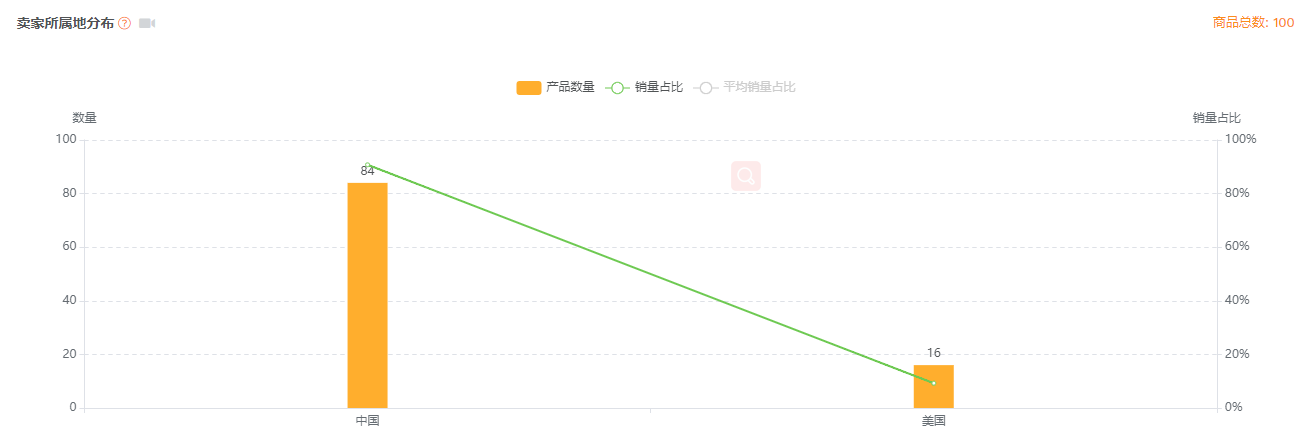 卖家所属地分布 ?
商品总数: 100
产品数量 销量占比 平均销量占比
数量 销量占比
100 100%
84
80 80%
60 60%
40 40%
16
20 20%
0 0%
中国 美国